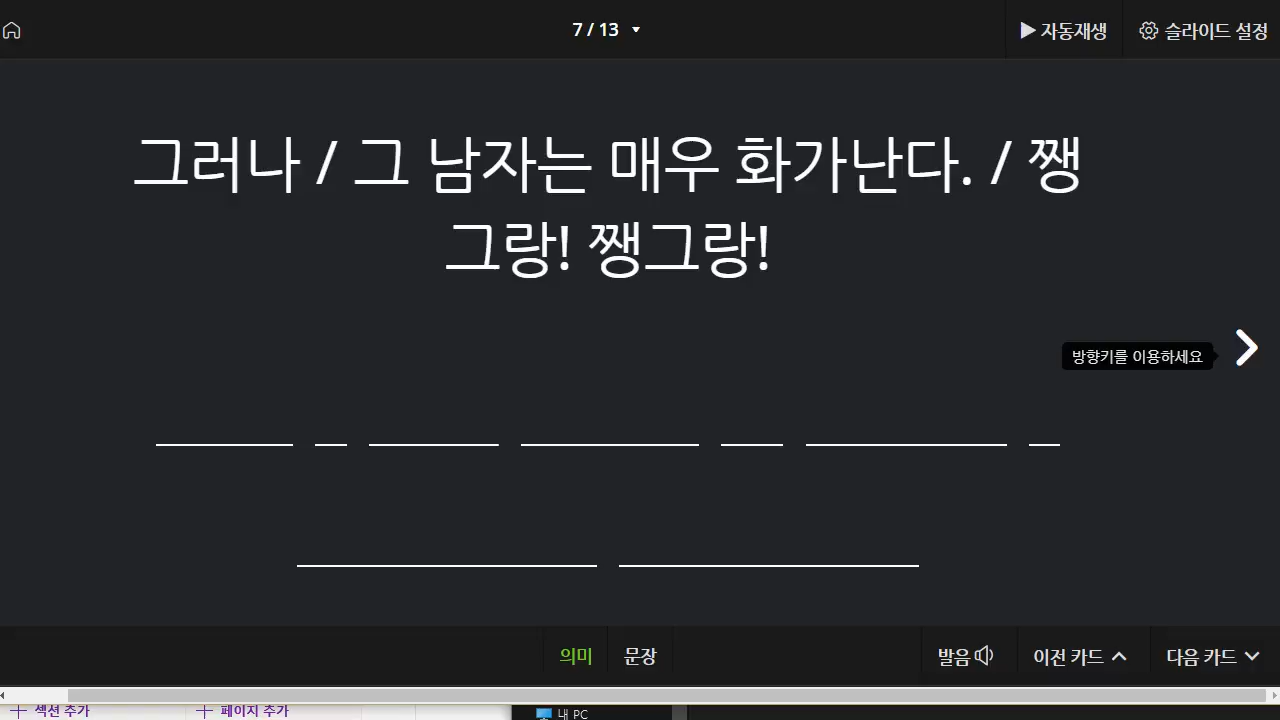 7 / 13
자동재생
슬라이드 설정
그러나 / 그 남자는 매우 화가난다. / 쨍
그랑! 쨍그랑!
방향키를 이용하세요
의미
문장
발음
이전 카드
다음 카드
섹션 추가
페이지 추가
내 PC